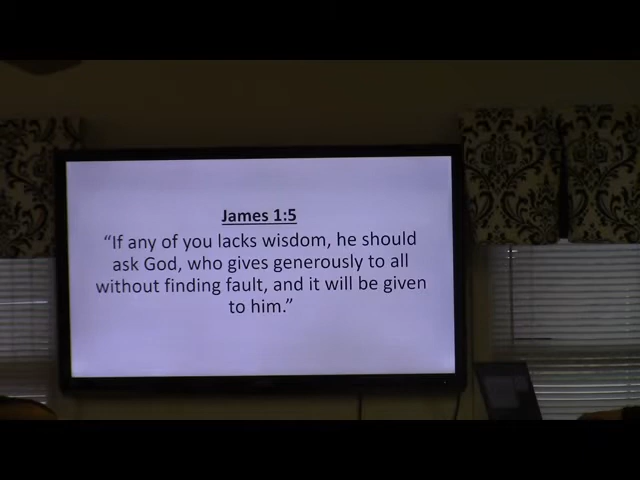 James 1:5
“If any of you lacks wisdom, he should
ask God, who gives generously to all
without finding fault, and it will be given
to him.”